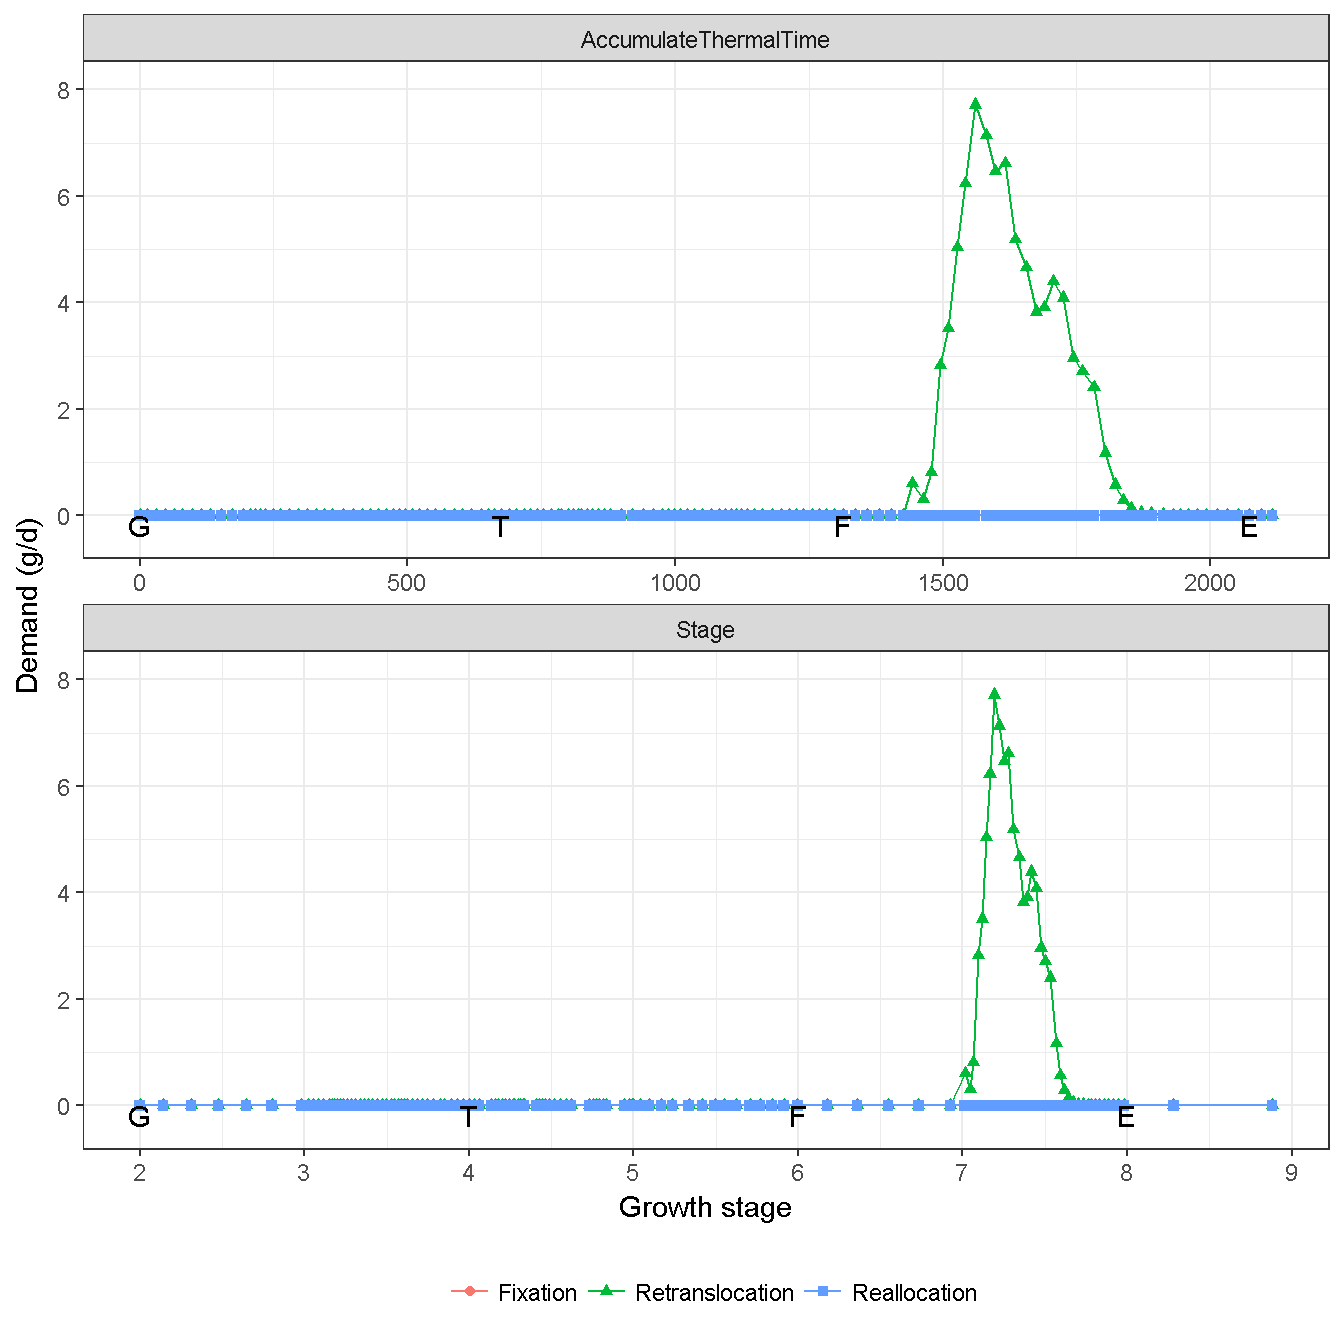 AccumulateThermalTime
8
6
4
2
0
G T F E
0 500 1000 1500 2000
Demand (g/d)
Stage
8
6
4
2
0
G T F E
2 3 4 5 6 7 8 9
Growth stage
Fixation Retranslocation Reallocation